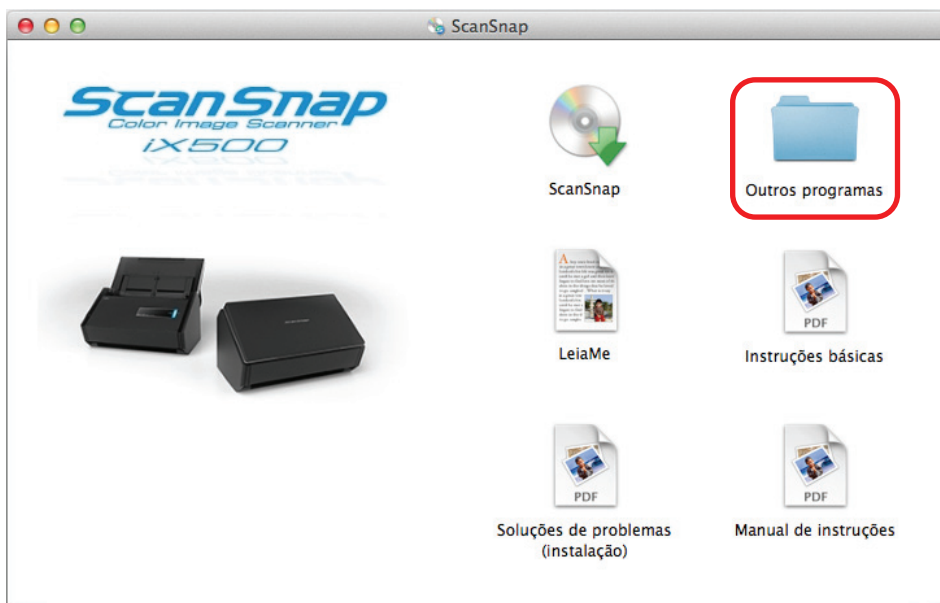 ScanSnap
ScanSnap
Color Image Scanner
iX500
ScanSnap
Outros programas
LeiaMe
PDF
Instruções básicas
PDF
Soluções de problemas
(instalação)
PDF
Manual de instruções